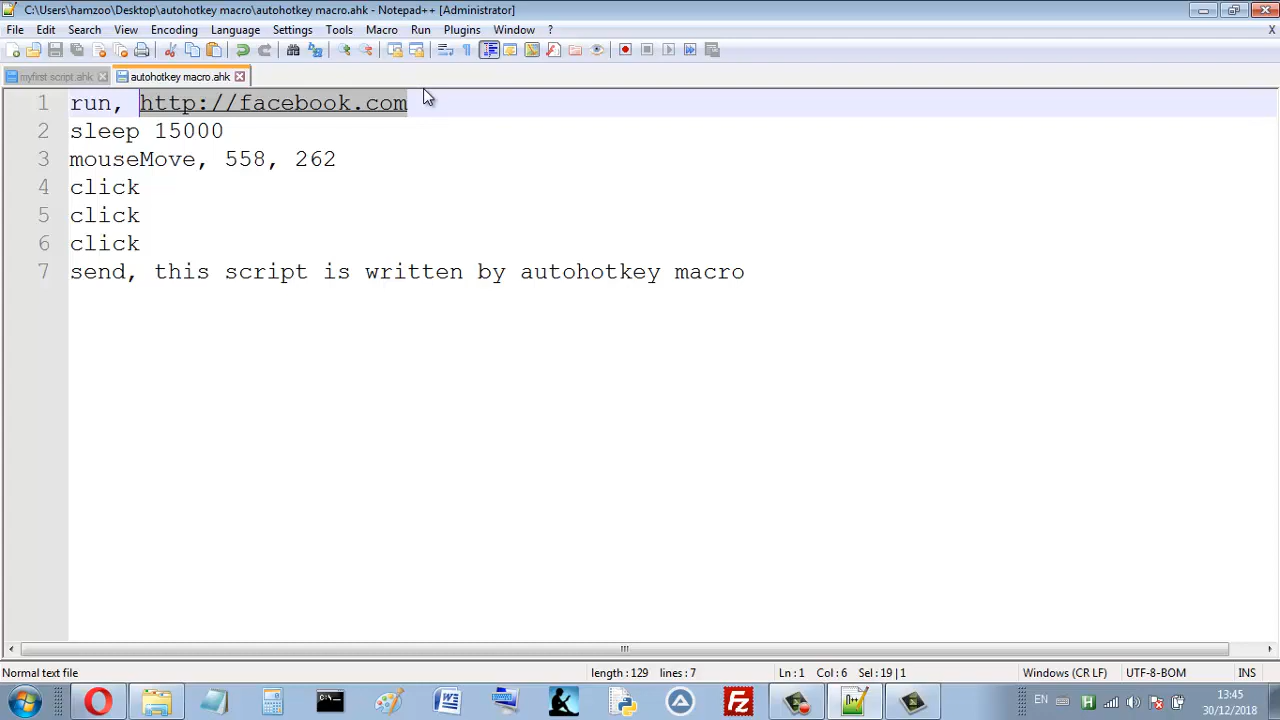 C:\Users\hamzoo\Desktop\autohotkey macro\autohotkey macro.ahk - Notepad++ [Administrator]
File Edit Search View Encoding Language Settings Tools Macro Run Plugins Window ? X
myfirst script.ahk autohotkey macro.ahk
1 run, http://facebook.com
2 sleep 15000
3 mouseMove, 558, 262
4 click
5 click
6 click
7 send, this script is written by autohotkey macro
Normal text file length : 129 lines : 7 Ln : 1 Col : 6 Sel : 19 | 1 Windows (CR LF) UTF-8-BOM INS
EN 13:45
30/12/2018